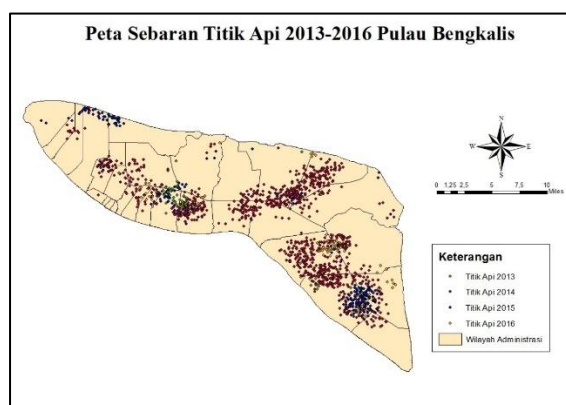 Peta Sebaran Titik Api 2013-2016 Pulau Bengkalis
N
W E
S
0 1.25 2.5 5 7.5 10
Miles
Keterangan
Titik Api 2013
Titik Api 2014
Titik Api 2015
Titik Api 2016
Wilayah Administrasi